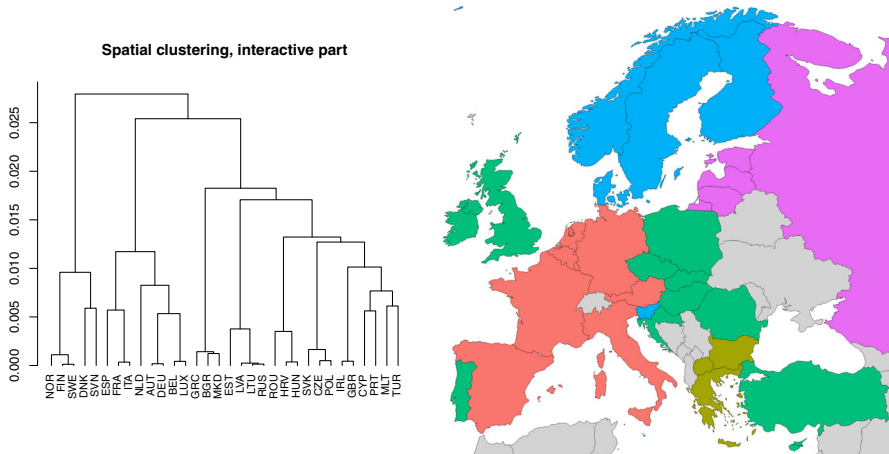 Spatial clustering, interactive part
0.025
0.020
0.015
0.010
0.005
0.000
NOR
FIN
SWE
DNK
SVN
ESP
FRA
ITA
NLD
AUT
DEU
BEL
LUX
GRC
BGR
MKD
EST
LVA
LTU
RUS
ROU
HRV
HUN
SVK
CZE
POL
IRL
GBR
CYP
PRT
MLT
TUR